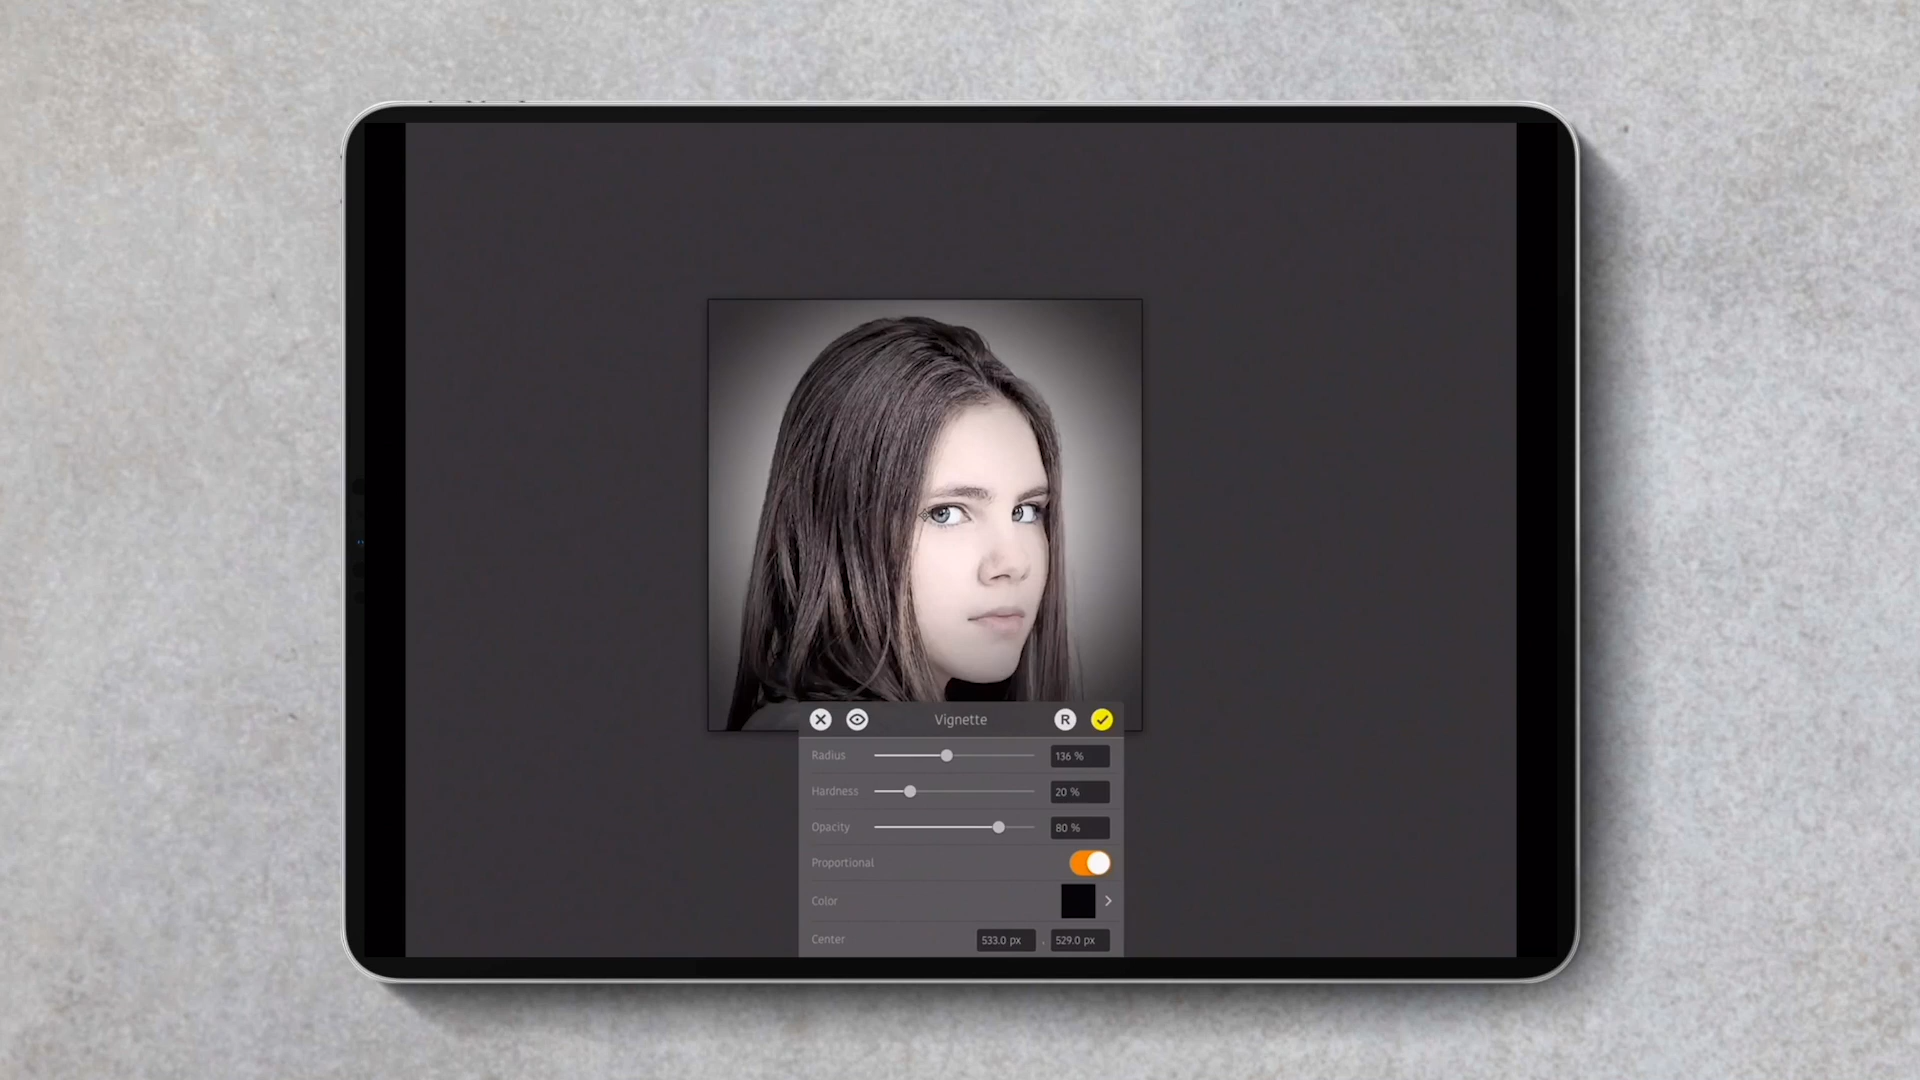 Vignette R
Radius 136 %
Hardness 20 %
Opacity 80 %
Proportional
Color
Center 533.0 px , 529.0 px